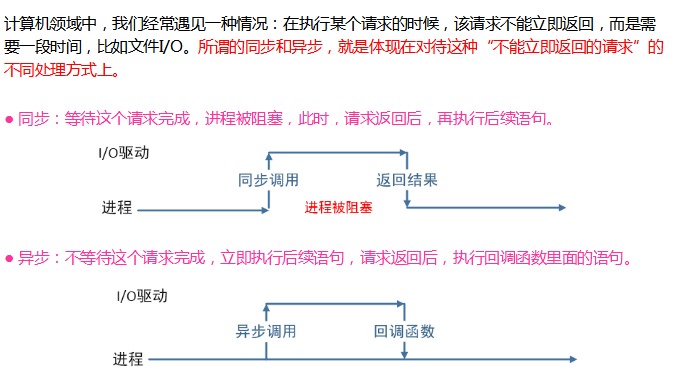 计算机领域中，我们经常遇见一种情况：在执行某个请求的时候，该请求不能立即返回，而是需
要一段时间，比如文件I/O。所谓的同步和异步，就是体现在对待这种“不能立即返回的请求”的
不同处理方式上。
● 同步：等待这个请求完成，进程被阻塞，此时，请求返回后，再执行后续语句。
I/O驱动
同步调用
返回结果
进程
进程被阻塞
● 异步：不等待这个请求完成，立即执行后续语句，请求返回后，执行回调函数里面的语句。
I/O驱动
异步调用
回调函数
进程